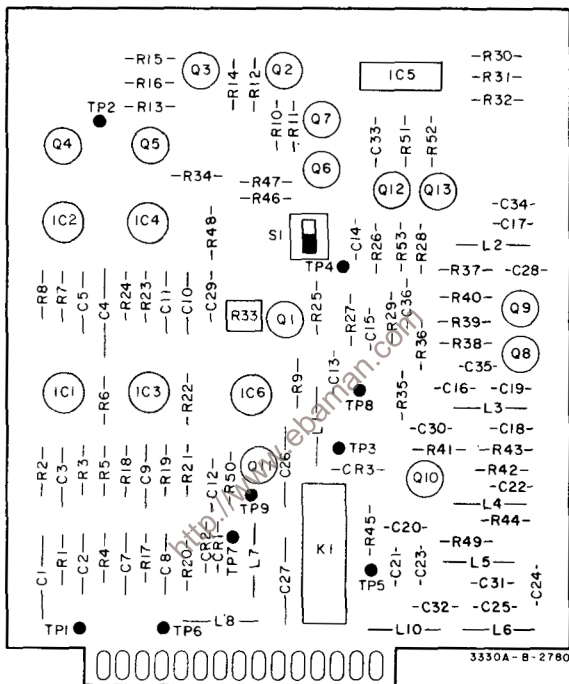 -R15-
-R16-
-R13-
TP2
Q3
-R14-
-R12-
Q2
-R10-
-R11-
Q7
IC5
-R30-
-R31-
-R32-
Q4
Q5
-R34-
-R47-
-R46-
Q6
-C33-
-R51-
-R52-
Q12
Q13
IC2
IC4
-R48-
S1
-C14-
TP4
-R26-
-R53-
-R28-
-C34-
-C17-
L2
-R37-
-C28-
-R8-
-R7-
-C5-
C4
-R24-
-R23-
-C11-
-C10-
-C29-
R33
Q1
-R25-
-R27-
-C15-
-R29-
-C36-
-R36-
-R40-
-R39-
-R38-
-C35-
Q9
Q8
IC1
-R6-
IC3
-R22-
IC6
-R9-
-C13-
TP8
-R35-
-C16-
-C19-
L3
-C30-
-C18-
-R2-
-C3-
-R3-
-R5-
-R18-
-C9-
-R19-
-R21-
-C12-
-R50-
C26
TP3
-CR3-
-R41-
-R43-
Q10
-R42-
-C22-
L4
-R44-
TP9
C1
-R1-
-C2-
-R4-
-C7-
-R17-
-C8-
-R20-
-CR2-
-CR1-
TP7
L7
C27
K1
-R45-
-C20-
-C21-
-C23-
TP5
-R49-
L5
-C31-
-C24-
-C32-
-C25-
TP1
TP6
L8
L10
L6
3330A-B-2780
http://www.ebaman.com